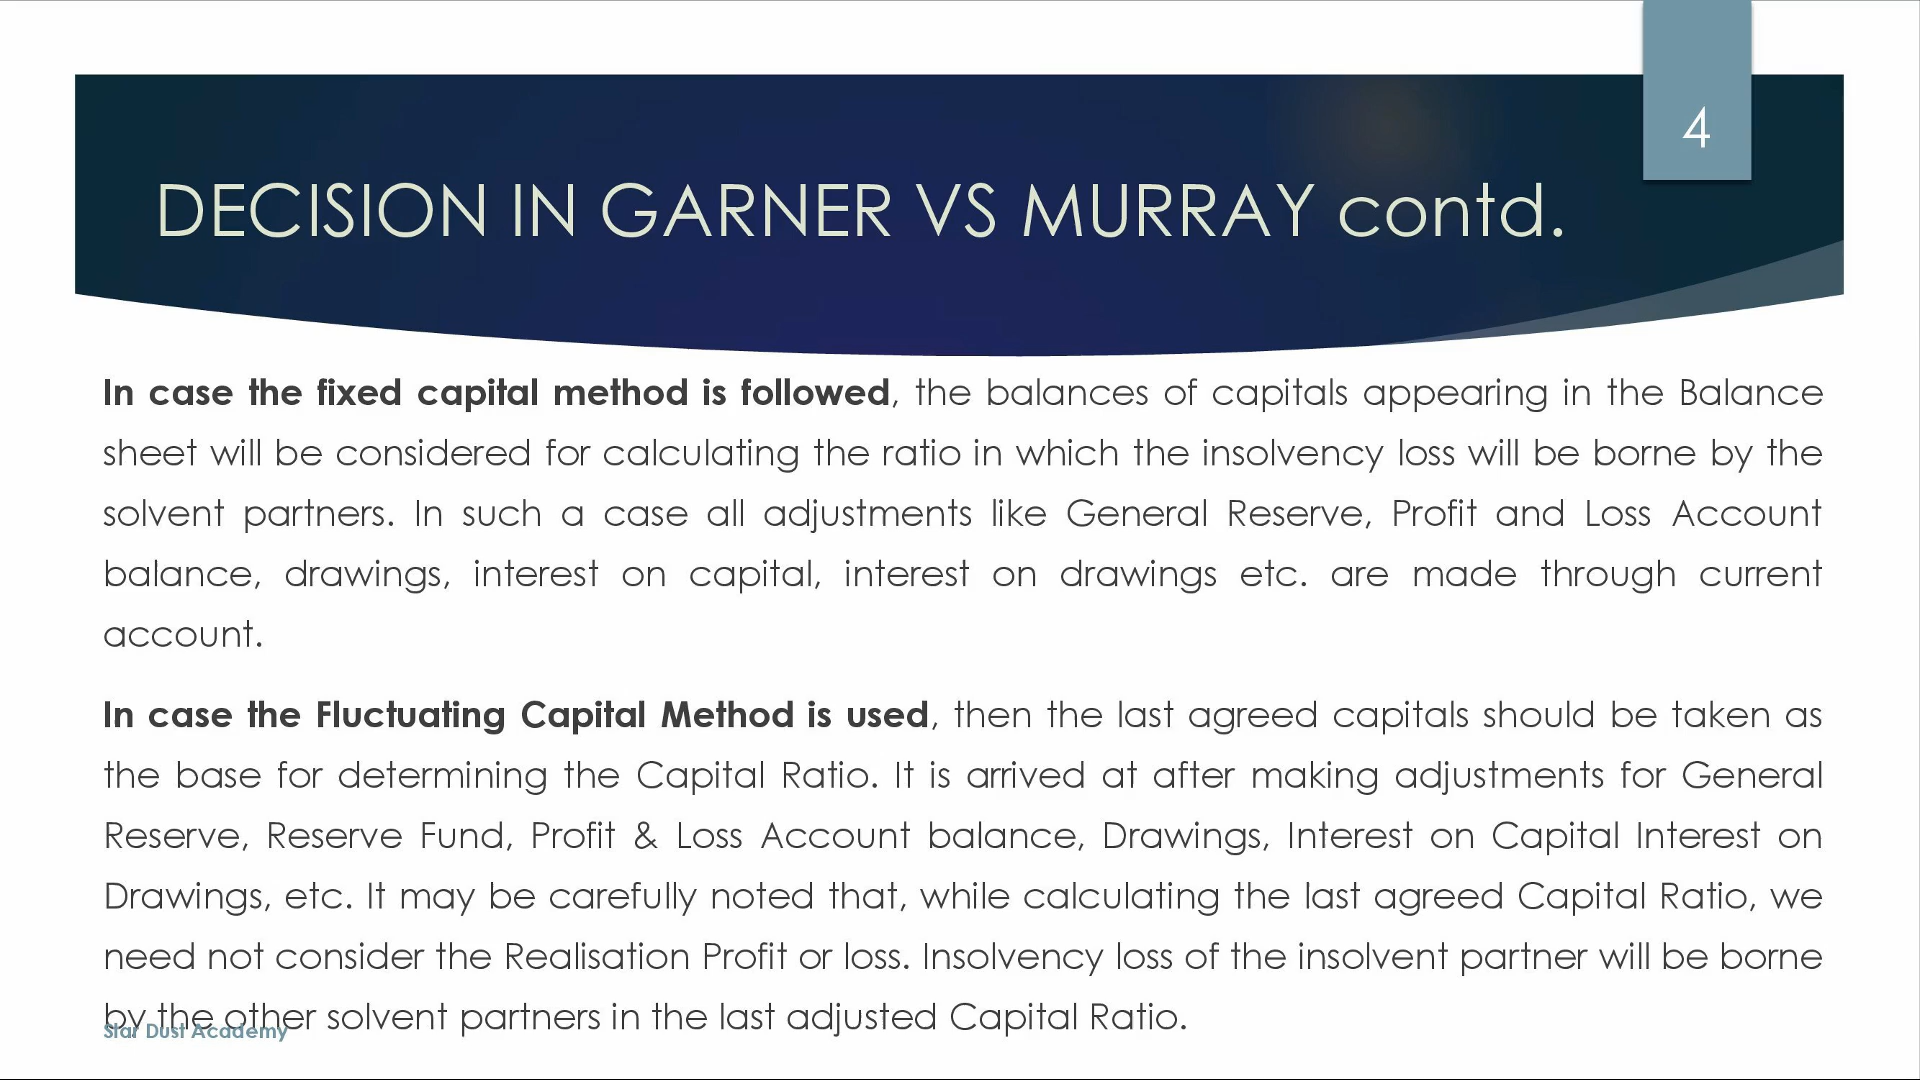 4
DECISION IN GARNER VS MURRAY contd.
In case the fixed capital method is followed, the balances of capitals appearing in the Balance
sheet will be considered for calculating the ratio in which the insolvency loss will be borne by the
solvent partners. In such a case all adjustments like General Reserve, Profit and Loss Account
balance, drawings, interest on capital, interest on drawings etc. are made through current
account.
In case the Fluctuating Capital Method is used, then the last agreed capitals should be taken as
the base for determining the Capital Ratio. It is arrived at after making adjustments for General
Reserve, Reserve Fund, Profit & Loss Account balance, Drawings, Interest on Capital Interest on
Drawings, etc. It may be carefully noted that, while calculating the last agreed Capital Ratio, we
need not consider the Realisation Profit or loss. Insolvency loss of the insolvent partner will be borne
by the other solvent partners in the last adjusted Capital Ratio.
Star Dust Academy